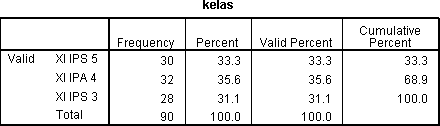 kelas
Frequency Percent Valid Percent Cumulative Percent
Valid XI IPS 5 30 33.3 33.3 33.3
XI IPA 4 32 35.6 35.6 68.9
XI IPS 3 28 31.1 31.1 100.0
Total 90 100.0 100.0